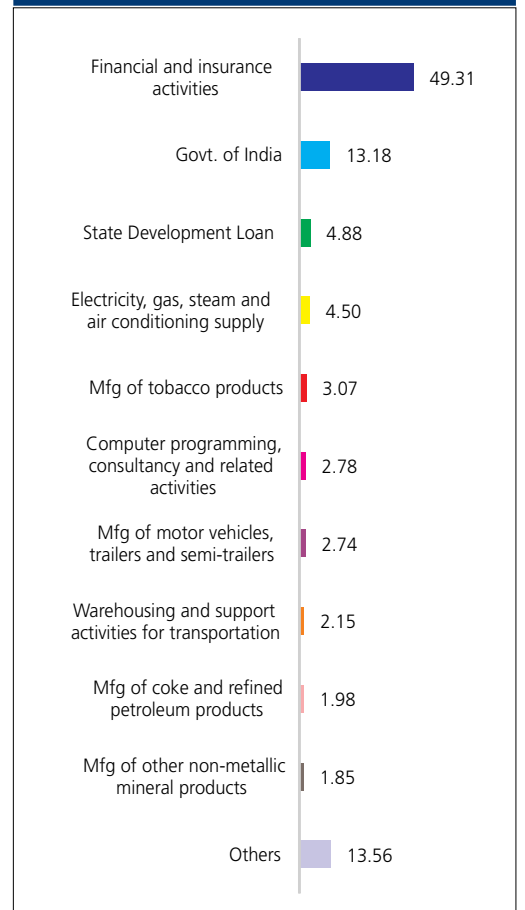 Financial and insurance
activities
49.31
Govt. of India
13.18
State Development Loan
4.88
Electricity, gas, steam and
air conditioning supply
4.50
Mfg of tobacco products
3.07
Computer programming,
consultancy and related
activities
2.78
Mfg of motor vehicles,
trailers and semi-trailers
2.74
Warehousing and support
activities for transportation
2.15
Mfg of coke and refined
petroleum products
1.98
Mfg of other non-metallic
mineral products
1.85
Others
13.56